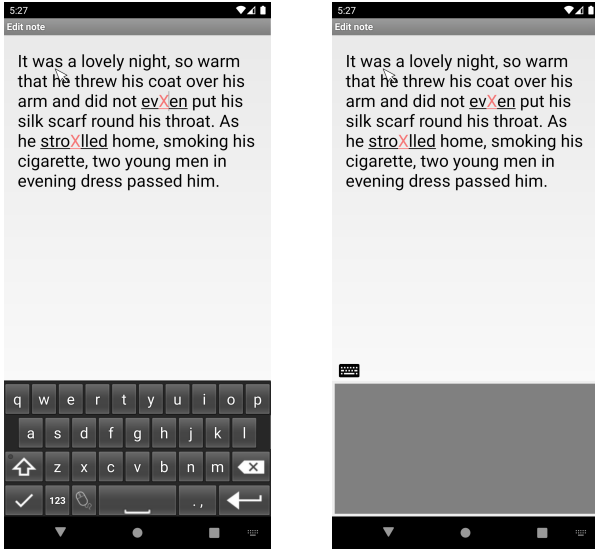 5:27
Edit note
It was a lovely night, so warm
that he threw his coat over his
arm and did not evXen put his
silk scarf round his throat. As
he stroXlled home, smoking his
cigarette, two young men in
evening dress passed him.
q w e r t y u i o p
a s d f g h j k l
z x c v b n m
123 . ,
5:27
Edit note
It was a lovely night, so warm
that he threw his coat over his
arm and did not evXen put his
silk scarf round his throat. As
he stroXlled home, smoking his
cigarette, two young men in
evening dress passed him.